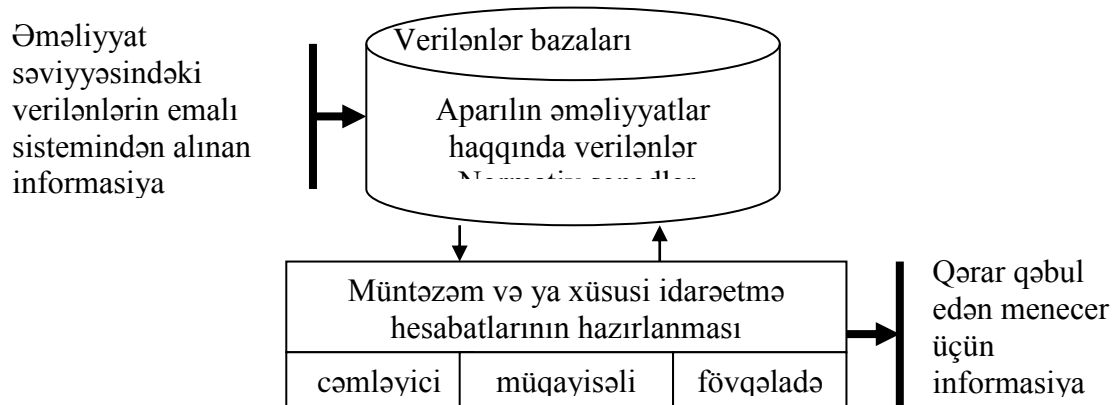 Əməliyyat
səviyyəsindəki
verilənlərin emalı
sistemindən alınan
informasiya
Verilənlər bazaları
Aparılın əməliyyatlar
haqqında verilənlər
Müntəzəm və ya xüsusi idarəetmə
hesabatlarının hazırlanması
cəmləyici
müqayisəli
fövqəladə
Qərar qəbul
edən menecer
üçün
informasiya